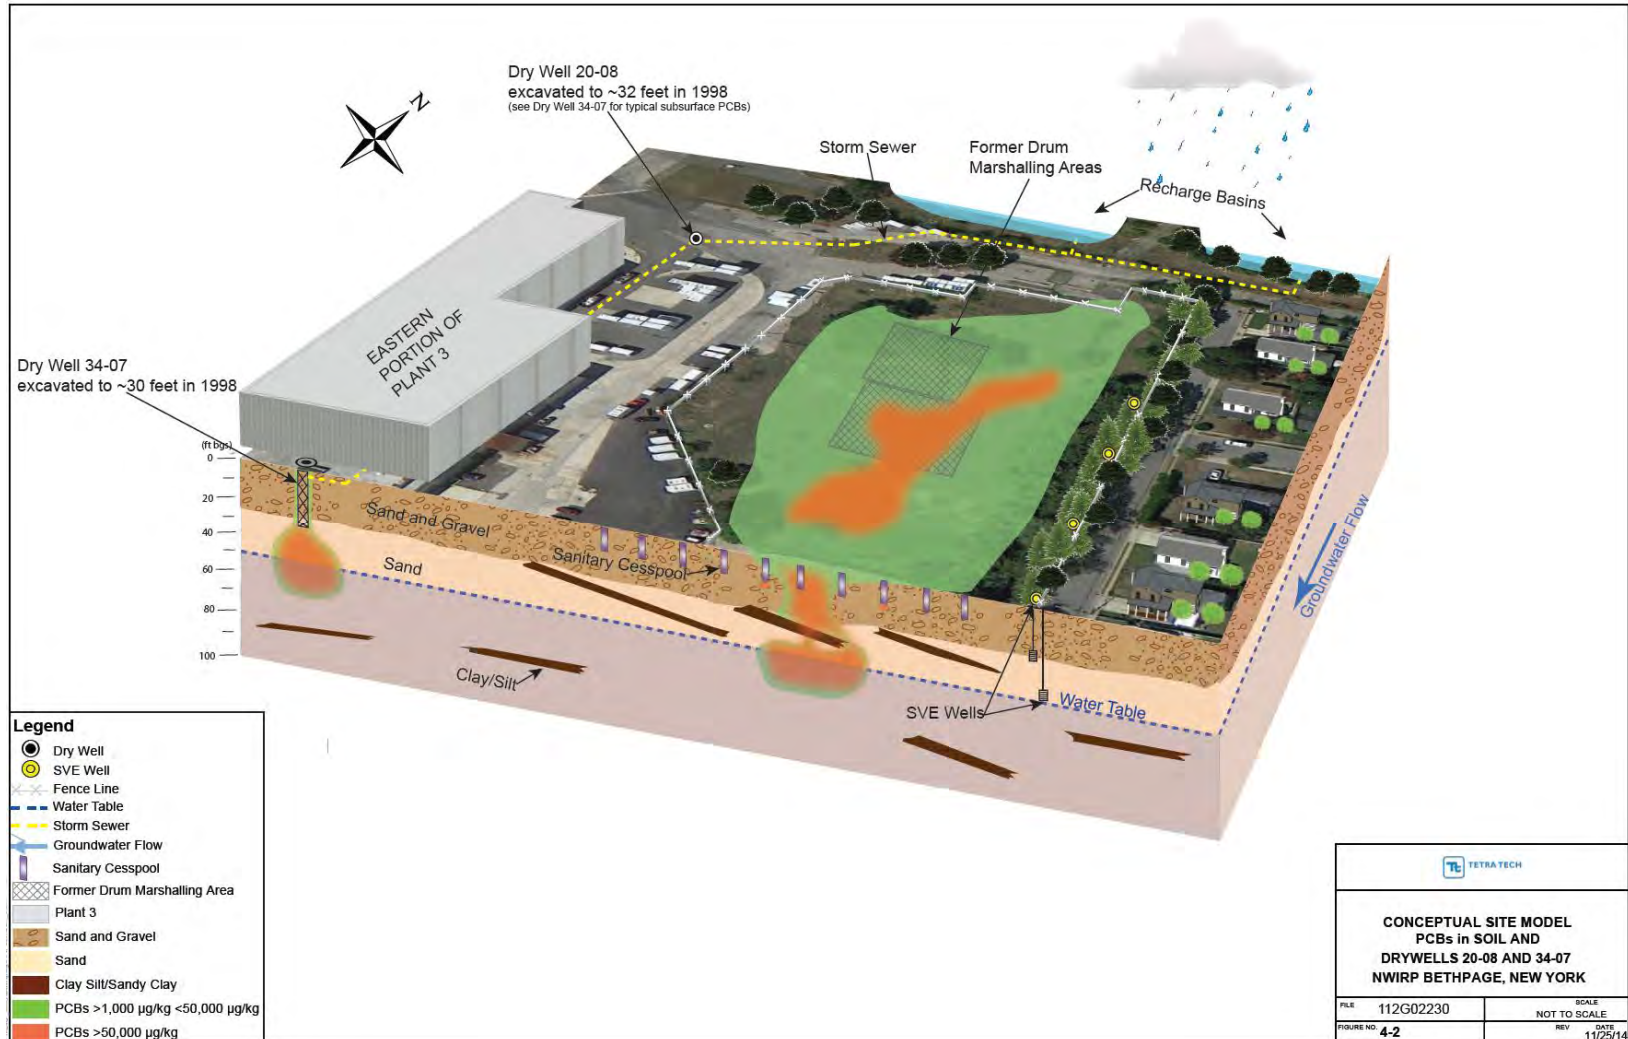 N
Dry Well 20-08
excavated to ~32 feet in 1998
(see Dry Well 34-07 for typical subsurface PCBs)
Storm Sewer
Former Drum
Marshalling Areas
Recharge Basins
EASTERN
PORTION OF
PLANT 3
Dry Well 34-07
excavated to ~30 feet in 1998
(ft bgs)
0
20
40
60
80
100
Sand and Gravel
Sand
Sanitary Cesspool
Clay/Silt
SVE Wells
Water Table
Groundwater Flow
Legend
Dry Well
SVE Well
Fence Line
Water Table
Storm Sewer
Groundwater Flow
Sanitary Cesspool
Former Drum Marshalling Area
Plant 3
Sand and Gravel
Sand
Clay Silt/Sandy Clay
PCBs >1,000 µg/kg <50,000 µg/kg
PCBs >50,000 µg/kg
Tt TETRA TECH
CONCEPTUAL SITE MODEL
PCBs in SOIL AND
DRYWELLS 20-08 AND 34-07
NWIRP BETHPAGE, NEW YORK
FILE 112G02230
SCALE
NOT TO SCALE
FIGURE NO. 4-2
REV DATE
11/25/14